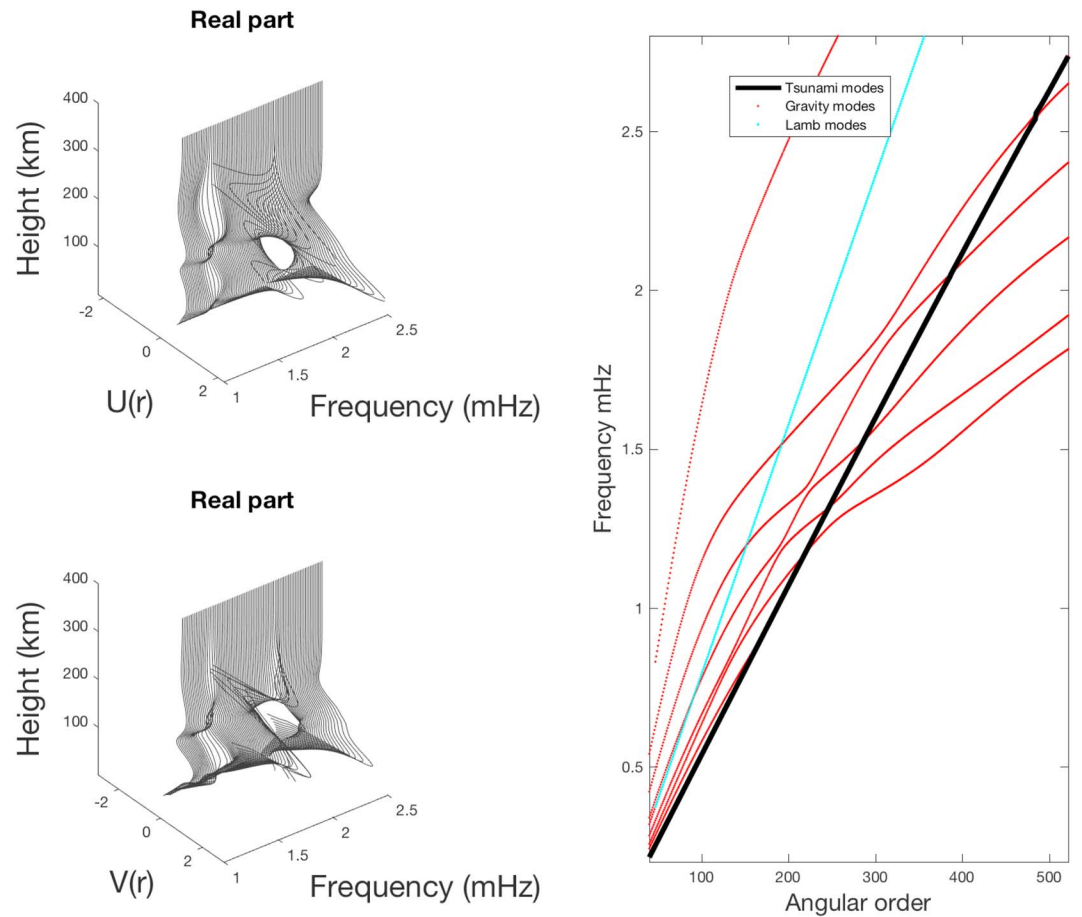 Real part
400
300
200
100
Height (km)
-2
0
2
U(r)
1
1.5
2
2.5
Frequency (mHz)
Real part
400
300
200
100
Height (km)
-2
0
2
V(r)
1
1.5
2
2.5
Frequency (mHz)
Tsunami modes
Gravity modes
Lamb modes
2.5
2
1.5
1
0.5
Frequency mHz
100
200
300
400
500
Angular order